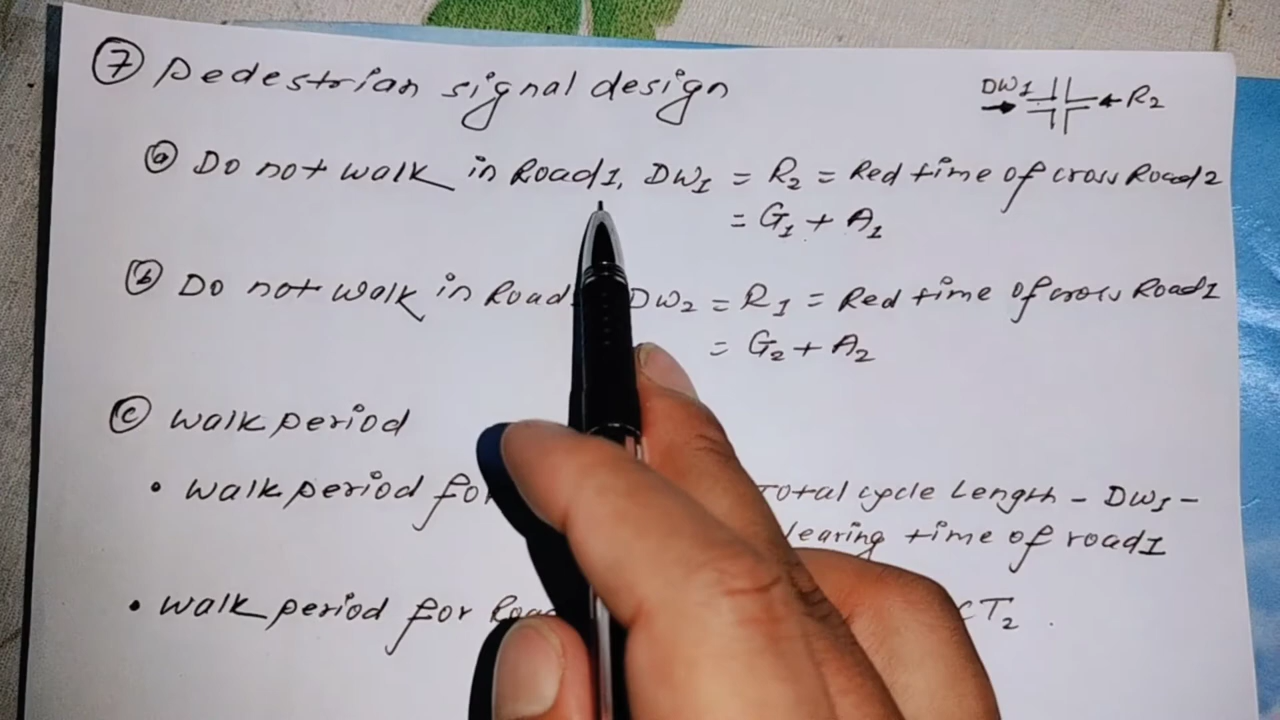 ⑦ Pedestrian signal design
DW1 R2
ⓐ Do not walk in Road1, DW1 = R2 = Red time of cross Road2
= G1 + A1
ⓑ Do not walk in Road DW2 = R1 = Red time of cross Road1
= G2 + A2
ⓒ walk period
• walk period for Total cycle Length - DW1 -
learing time of road1
• walk period for Road CT2 .